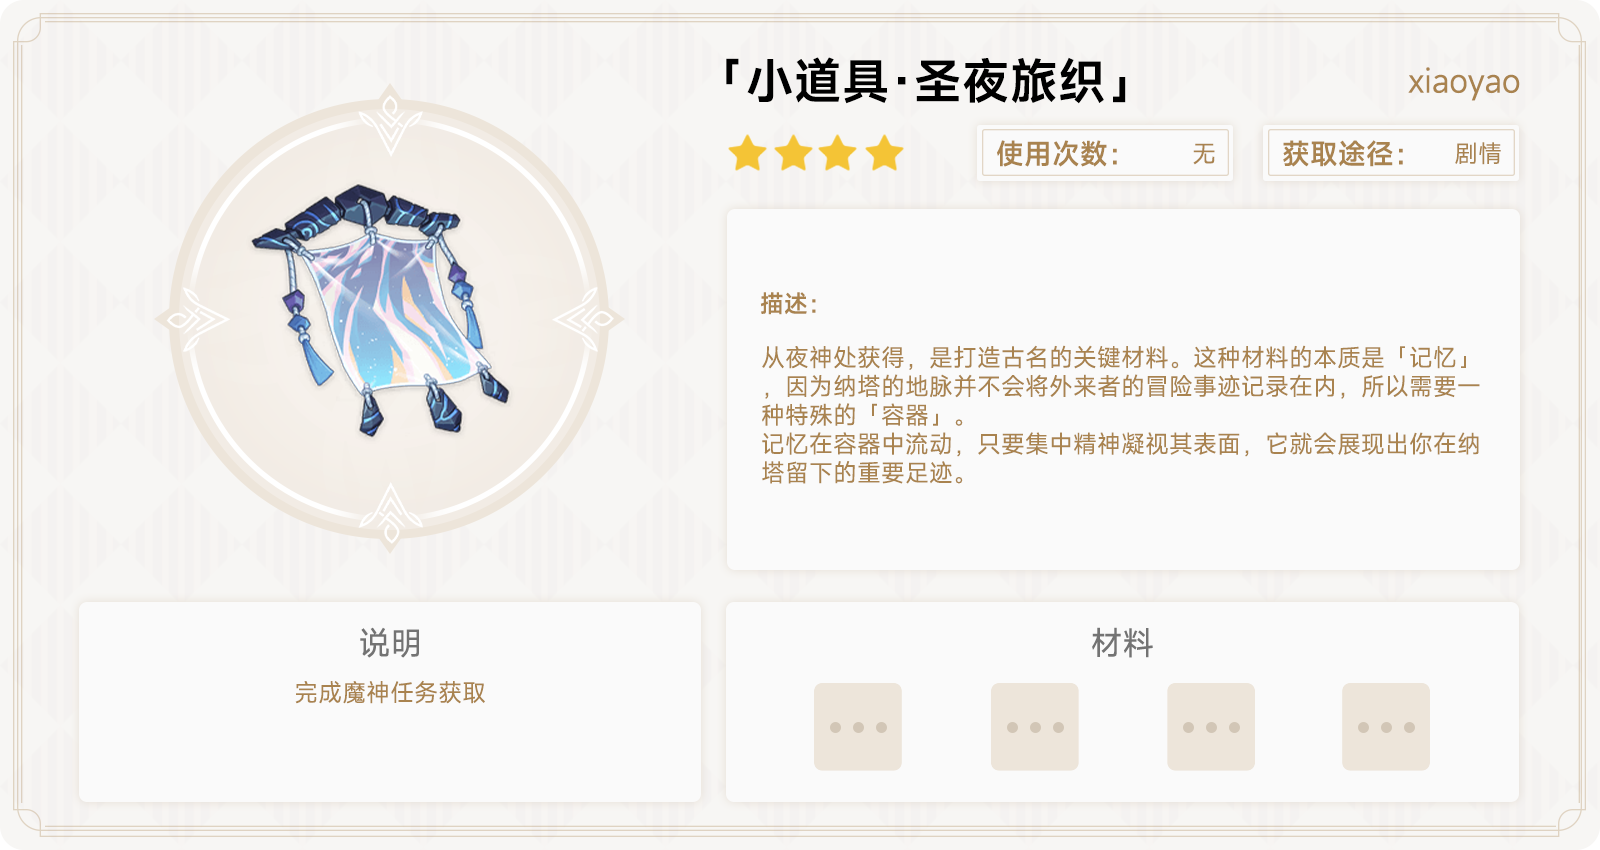 「小道具·圣夜旅织」
xiaoyao
使用次数： 无
获取途径： 剧情
描述：
从夜神处获得，是打造古名的关键材料。这种材料的本质是「记忆」
，因为纳塔的地脉并不会将外来者的冒险事迹记录在内，所以需要一
种特殊的「容器」。
记忆在容器中流动，只要集中精神凝视其表面，它就会展现出你在纳
塔留下的重要足迹。
说明
完成魔神任务获取
材料